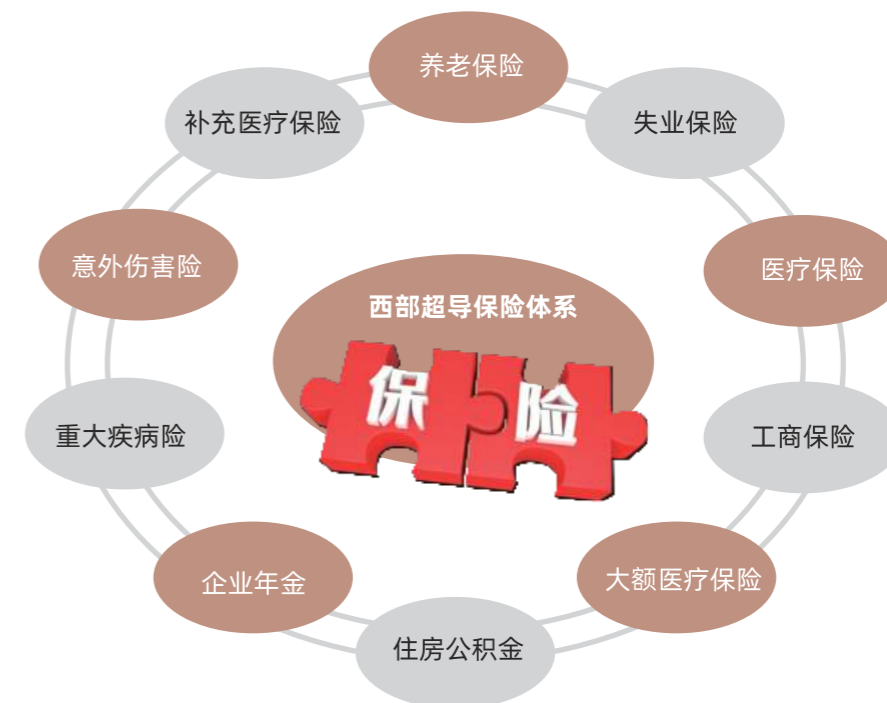 养老保险
补充医疗保险
失业保险
意外伤害险
医疗保险
西部超导保险体系
保险
重大疾病险
工商保险
企业年金
大额医疗保险
住房公积金